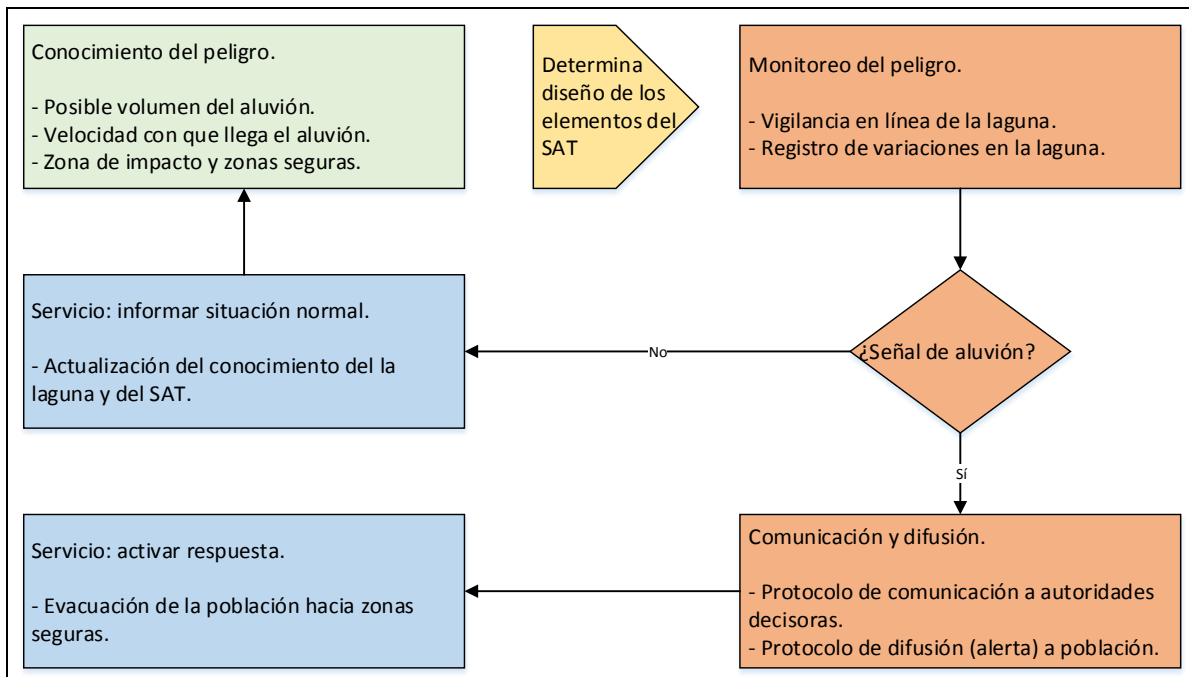 Conocimiento del peligro.
- Posible volumen del aluvión.
- Velocidad con que llega el aluvión.
- Zona de impacto y zonas seguras.
Determina
diseño de los
elementos del
SAT
Monitoreo del peligro.
- Vigilancia en línea de la laguna.
- Registro de variaciones en la laguna.
Servicio: informar situación normal.
- Actualización del conocimiento del la
laguna y del SAT.
No
¿Señal de aluvión?
Sí
Servicio: activar respuesta.
- Evacuación de la población hacia zonas
seguras.
Comunicación y difusión.
- Protocolo de comunicación a autoridades
decisoras.
- Protocolo de difusión (alerta) a población.